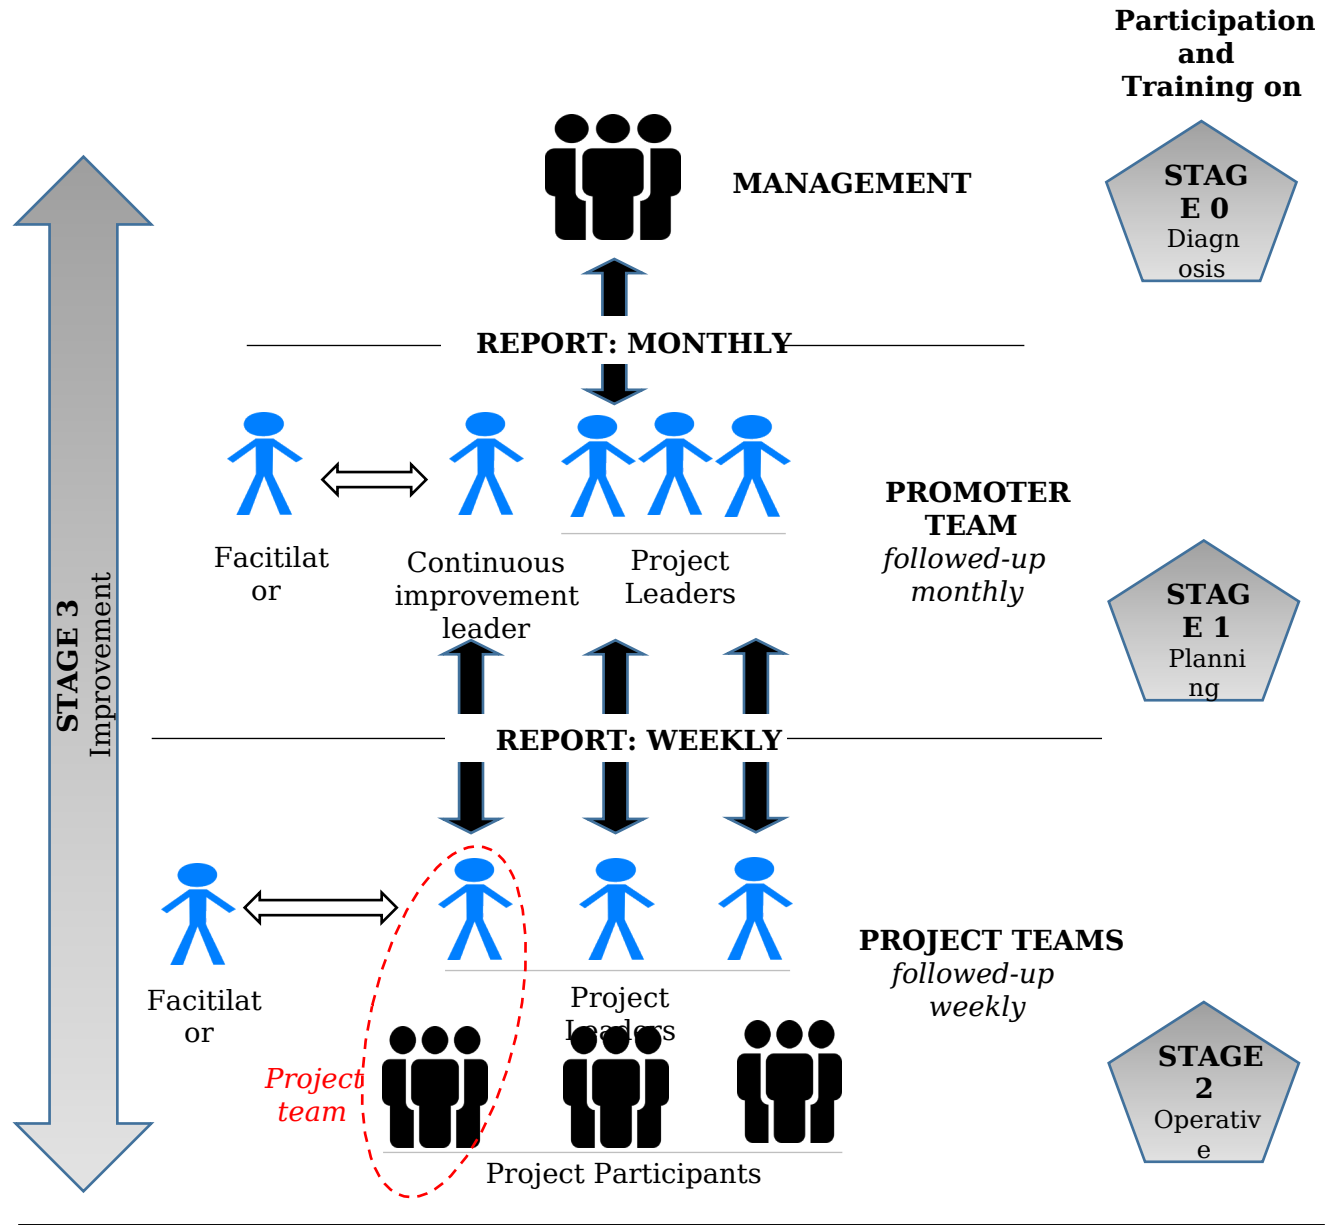 Participation
and
Training on
MANAGEMENT
STAG
E 0
Diagn
osis
REPORT: MONTHLY
Facitilat
or
Continuous
improvement
leader
Project
Leaders
PROMOTER
TEAM
followed-up
monthly
STAG
E 1
Planni
ng
STAGE 3
Improvement
REPORT: WEEKLY
Facitilat
or
Project
Leaders
PROJECT TEAMS
followed-up
weekly
Project
team
STAGE
2
Operativ
e
Project Participants